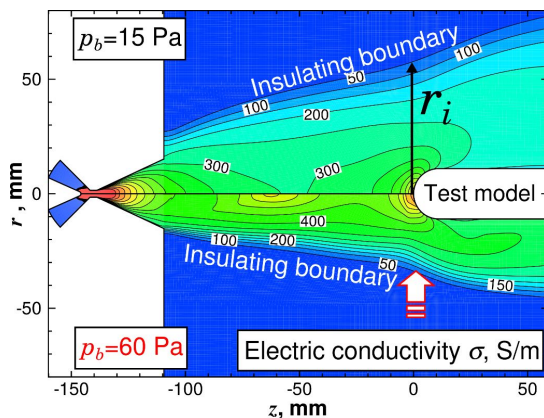 p_b=15 Pa
Insulating boundary
100
50
100
200
r_i
300
300
Test model
400
100
200
50
Insulating boundary
150
p_b=60 Pa
Electric conductivity σ, S/m
50
0
-50
r, mm
-150
-100
-50
0
50
z, mm